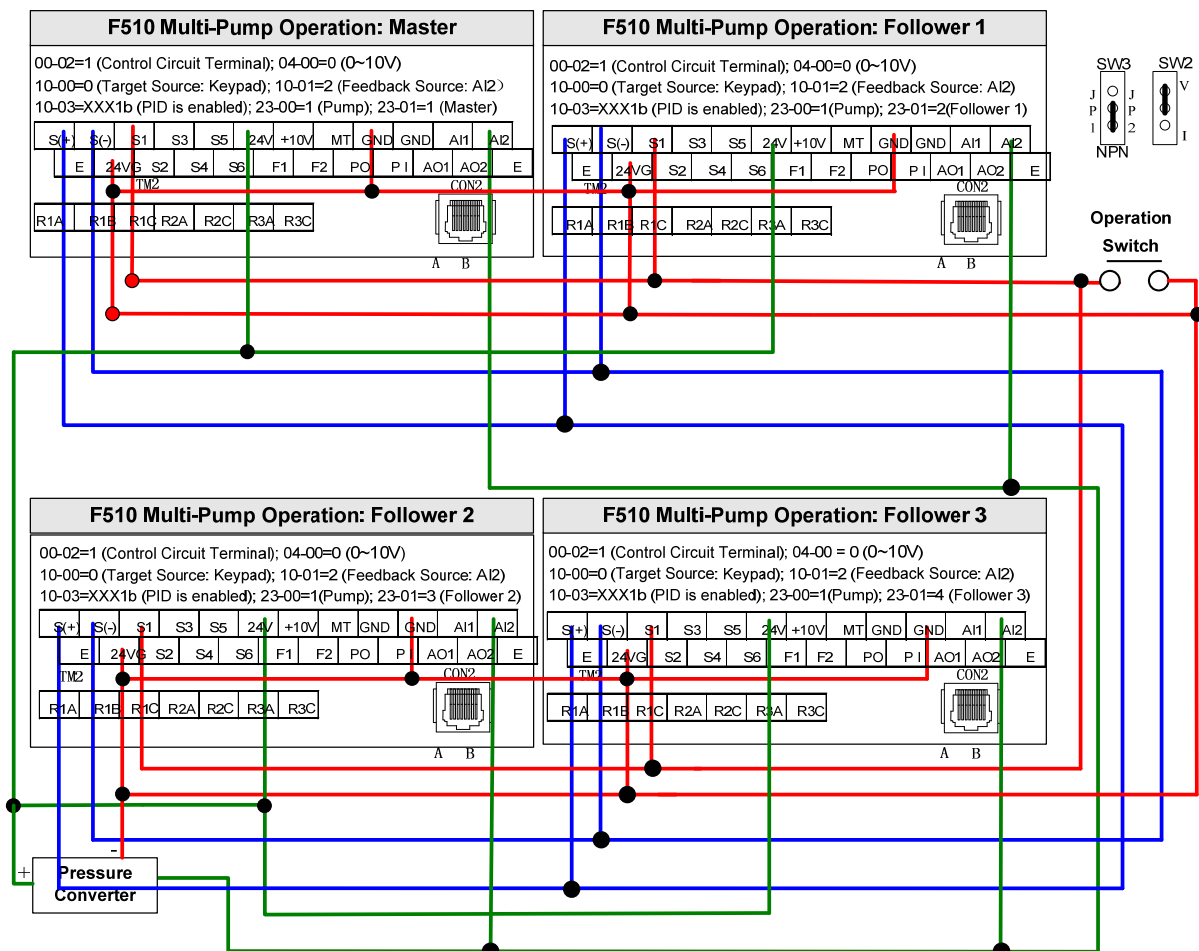 F510 Multi-Pump Operation: Master
00-02=1 (Control Circuit Terminal); 04-00=0 (0~10V)
10-00=0 (Target Source: Keypad); 10-01=2 (Feedback Source: AI2)
10-03=XXX1b (PID is enabled); 23-00=1 (Pump); 23-01=1 (Master)
S(+) S(-) S1 S3 S5 24V +10V MT GND GND AI1 AI2
E 24VG S2 S4 S6 F1 F2 PO PI AO1 AO2 E
TM2 CON2
R1A R1B R1C R2A R2C R3A R3C
A B
F510 Multi-Pump Operation: Follower 1
00-02=1 (Control Circuit Terminal); 04-00=0 (0~10V)
10-00=0 (Target Source: Keypad); 10-01=2 (Feedback Source: AI2)
10-03=XXX1b (PID is enabled); 23-00=1(Pump); 23-01=2(Follower 1)
S(+) S(-) S1 S3 S5 24V +10V MT GND GND AI1 AI2
E 24VG S2 S4 S6 F1 F2 PO PI AO1 AO2 E
TM2 CON2
R1A R1B R1C R2A R2C R3A R3C
A B
SW3 SW2
J J V
P P
1 2 I
NPN
Operation
Switch
F510 Multi-Pump Operation: Follower 2
00-02=1 (Control Circuit Terminal); 04-00=0 (0~10V)
10-00=0 (Target Source: Keypad); 10-01=2 (Feedback Source: AI2)
10-03=XXX1b (PID is enabled); 23-00=1(Pump); 23-01=3 (Follower 2)
S(+) S(-) S1 S3 S5 24V +10V MT GND GND AI1 AI2
E 24VG S2 S4 S6 F1 F2 PO PI AO1 AO2 E
TM2 CON2
R1A R1B R1C R2A R2C R3A R3C
A B
F510 Multi-Pump Operation: Follower 3
00-02=1 (Control Circuit Terminal); 04-00 = 0 (0~10V)
10-00=0 (Target Source: Keypad); 10-01=2 (Feedback Source: AI2)
10-03=XXX1b (PID is enabled); 23-00=1(Pump); 23-01=4 (Follower 3)
S(+) S(-) S1 S3 S5 24V +10V MT GND GND AI1 AI2
E 24VG S2 S4 S6 F1 F2 PO PI AO1 AO2 E
TM2 CON2
R1A R1B R1C R2A R2C R3A R3C
A B
+ -
Pressure
Converter